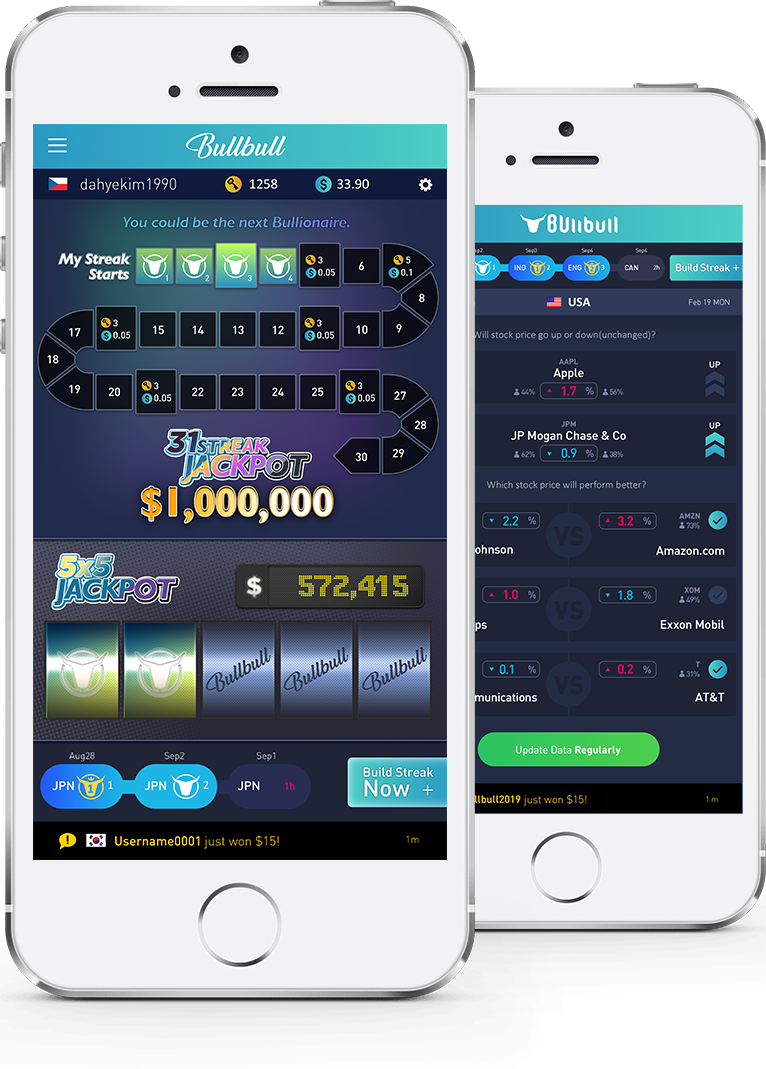 Bullbull
dahyekim1990 1258 $ 33.90
You could be the next Bullionaire.
My Streak
Starts
1 2 3 4
3
$ 0.05
6
5
$ 0.1
8
9
10
3
$ 0.05
12
13
14
15
3
$ 0.05
17
18
19
20
3
$ 0.05
22
23
24
25
3
$ 0.05
27
28
29
30
31 STREAK
JACKPOT
$1,000,000
5x5
JACKPOT
$ 572,415
Bullbull Bullbull Bullbull
Aug28 Sep2 Sep1
JPN 1 1 JPN 2 JPN 1h
Build Streak
Now +
! Username0001 just won $15! 1m
BUllbull
p2 Sep3 Sep4 Sep4
1 IND 2 2 ENG 3 CAN 2h
Build Streak +
USA Feb 19 MON
Will stock price go up or down(unchanged)?
AAPL
Apple
44% 1.7 % 56%
UP
JPM
JP Mogan Chase & Co
62% 0.9 % 38%
UP
Which stock price will perform better?
2.2 % VS 3.2 % AMZN
73%
ohnson Amazon.com
1.0 % VS 1.8 % XOM
49%
ps Exxon Mobil
0.1 % VS 0.2 % T
31%
munications AT&T
Update Data Regularly
llbull2019 just won $15! 1m